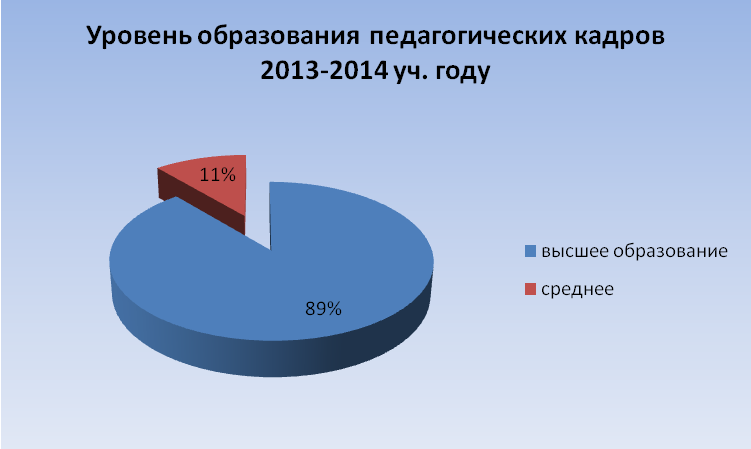 Уровень образования педагогических кадров
2013-2014 уч. году
11%
высшее образование
среднее
89%